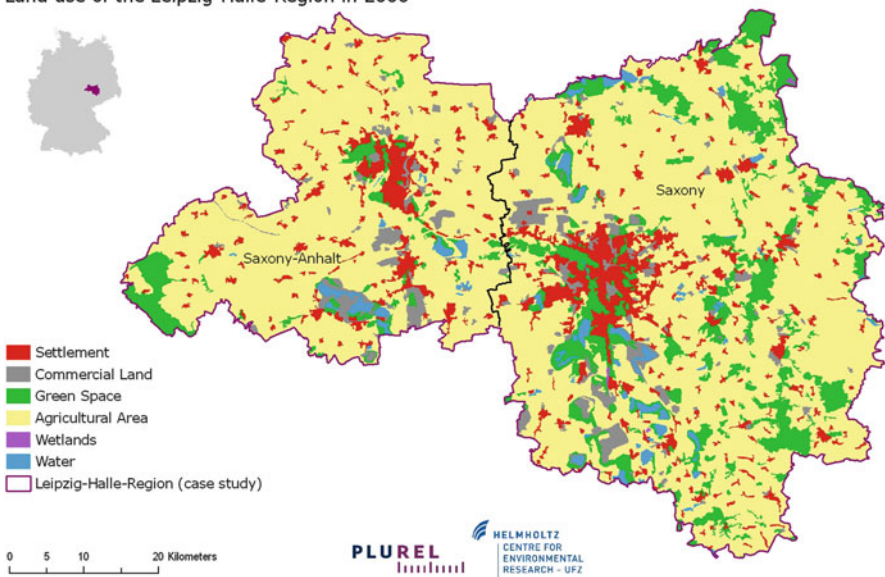 Saxony
Saxony-Anhalt
Settlement
Commercial Land
Green Space
Agricultural Area
Wetlands
Water
Leipzig-Halle-Region (case study)
0 5 10 20 Kilometers
PLUREL
HELMHOLTZ
CENTRE FOR
ENVIRONMENTAL
RESEARCH – UFZ